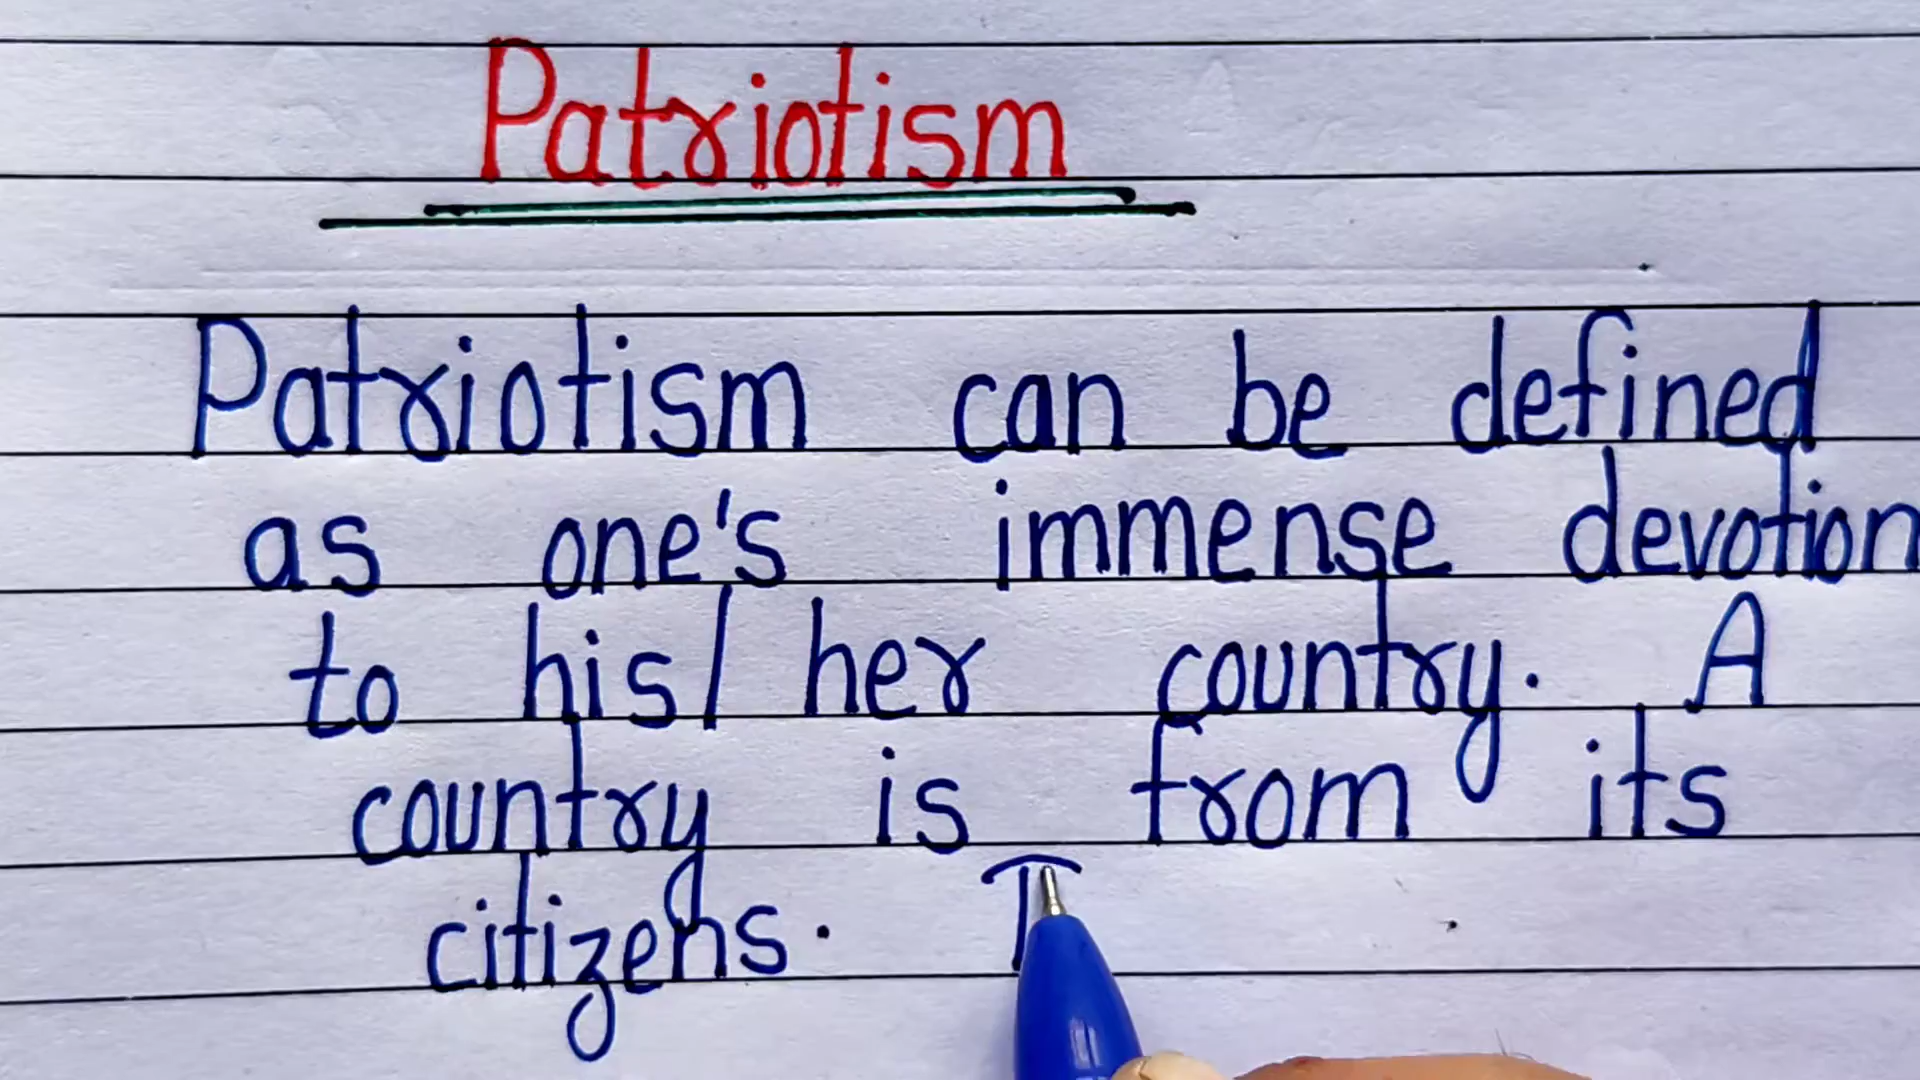 Patriotism
Patriotism can be defined
as one's immense devotion
to his/her country. A
country is from its
citizens. T